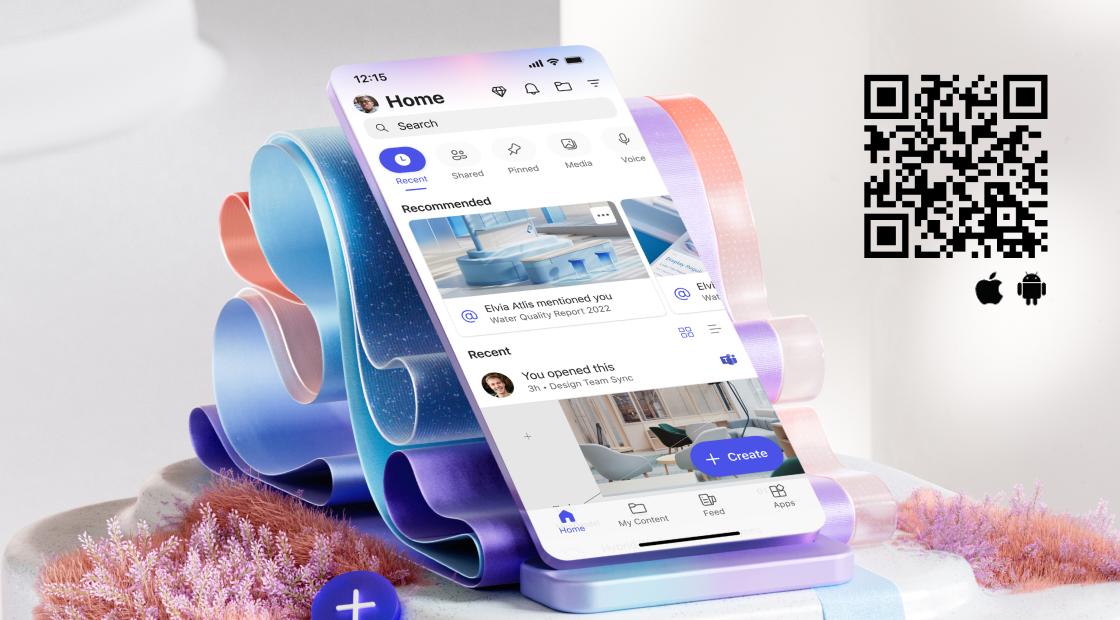 12:15
Home
Search
Recent
Shared
Pinned
Media
Voice
Recommended
Elvia Atlis mentioned you
Water Quality Report 2022
Elvi
Wat
Recent
You opened this
3h • Design Team Sync
Create
Home
My Content
Feed
Apps